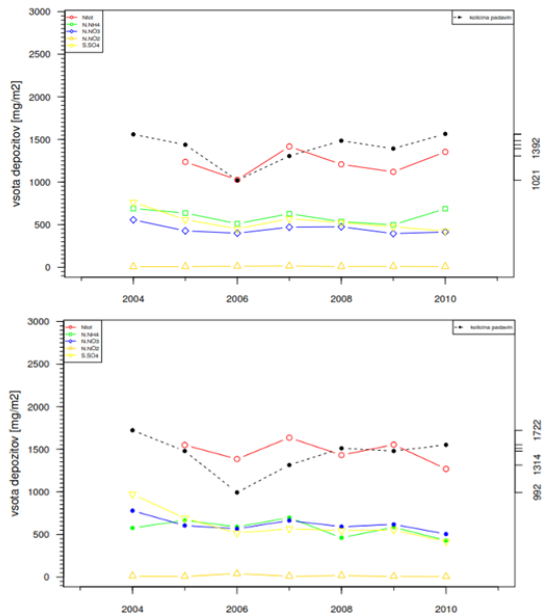 3000
2500
2000
1500
1000
500
0
vsota depozitov [mg/m2]
Ntot
N.NH4
N.NO3
N.NO2
S.SO4
kolicina padavin
1392
1021
2004
2006
2008
2010
3000
2500
2000
1500
1000
500
0
vsota depozitov [mg/m2]
Ntot
N.NH4
N.NO3
N.NO2
S.SO4
kolicina padavin
1722
1314
992
2004
2006
2008
2010